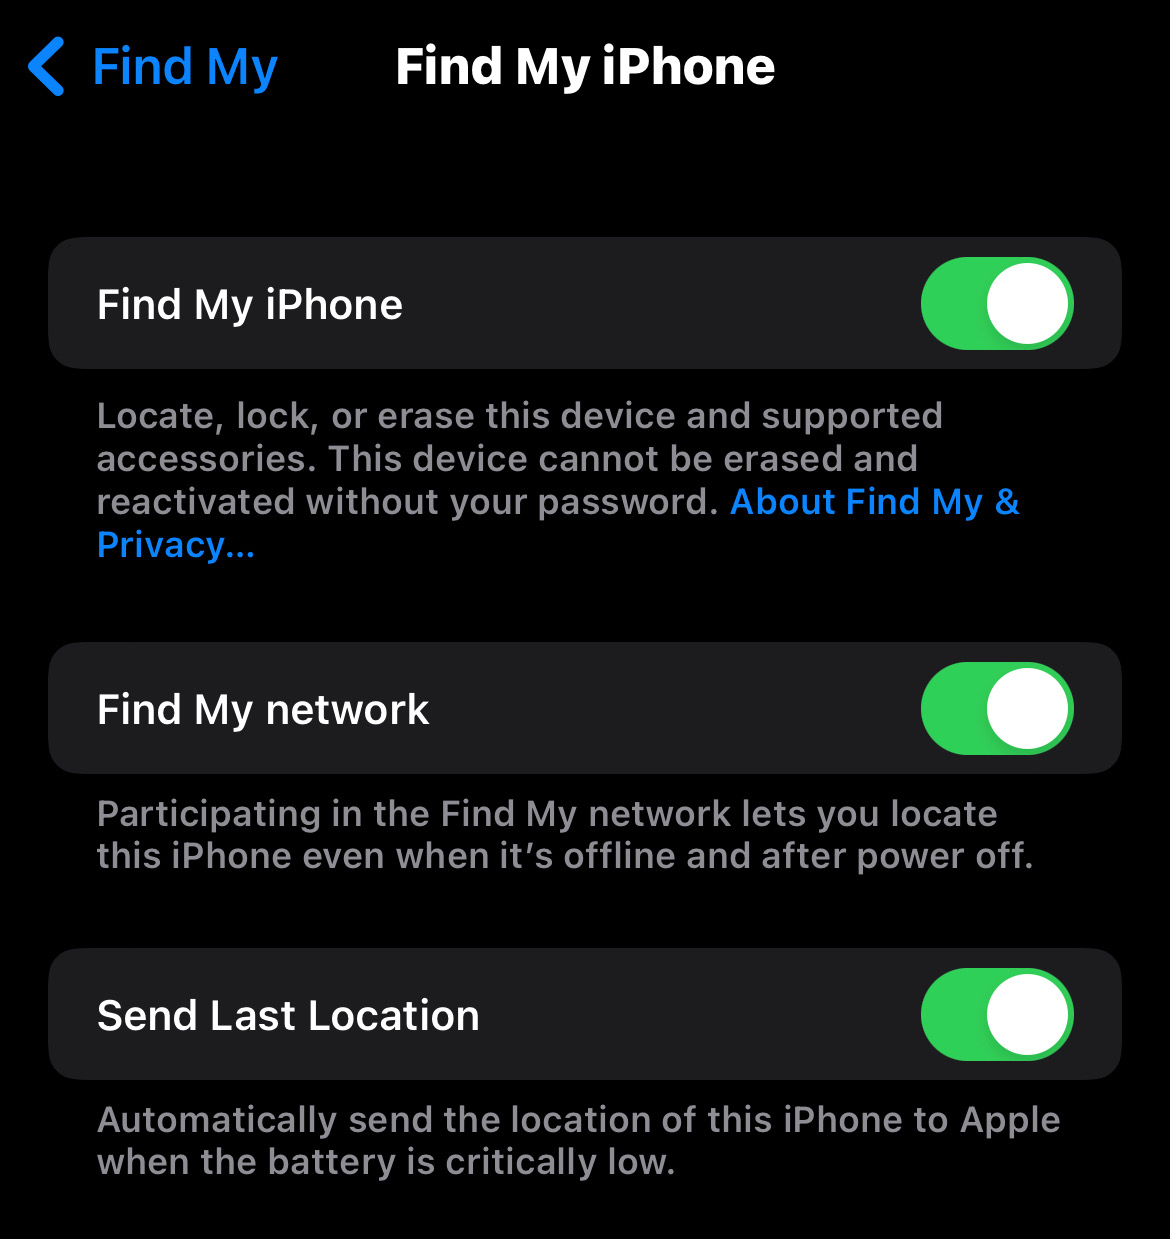 Find My
Find My iPhone
Find My iPhone
Locate, lock, or erase this device and supported
accessories. This device cannot be erased and
reactivated without your password. About Find My &
Privacy...
Find My network
Participating in the Find My network lets you locate
this iPhone even when it’s offline and after power off.
Send Last Location
Automatically send the location of this iPhone to Apple
when the battery is critically low.